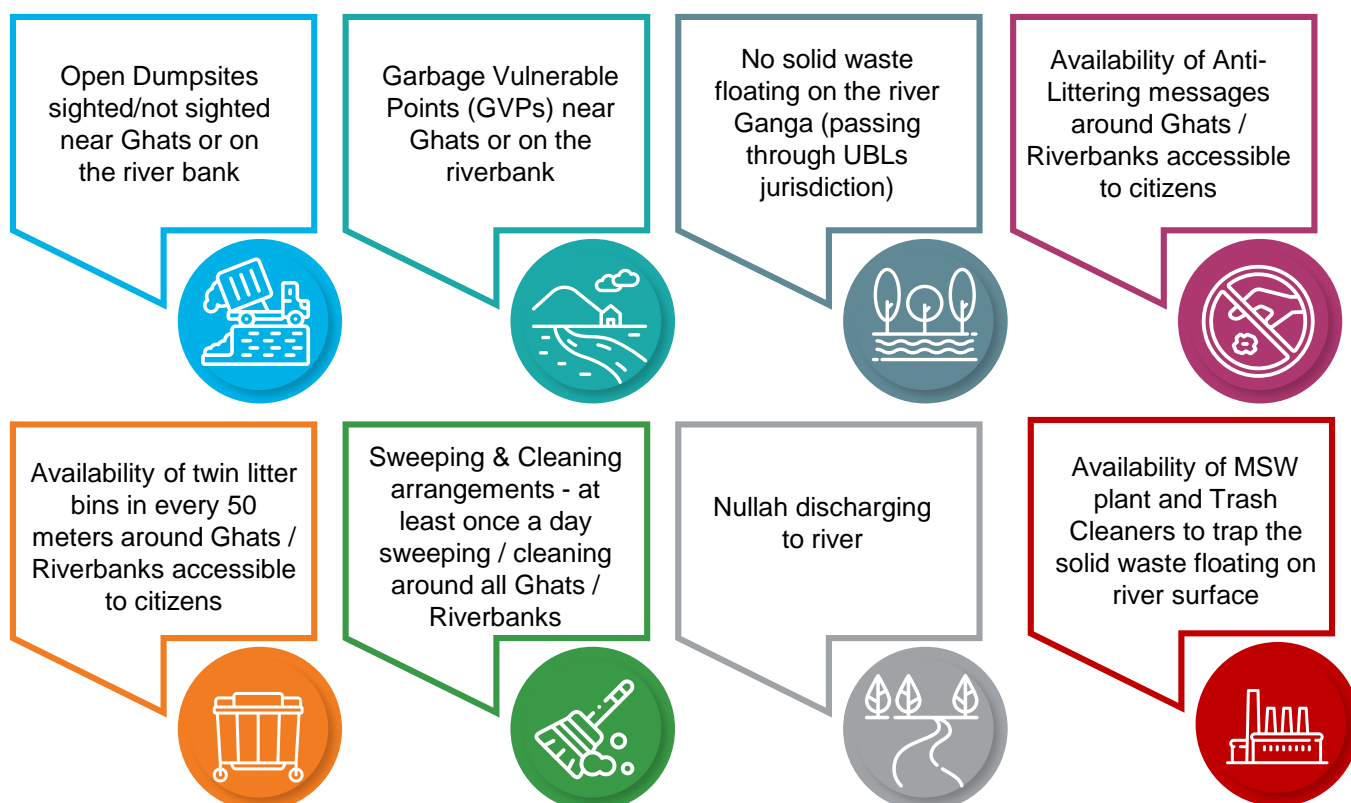 Open Dumpsites
sighted/not sighted
near Ghats or on
the river bank
Garbage Vulnerable
Points (GVPs) near
Ghats or on the
riverbank
No solid waste
floating on the river
Ganga (passing
through UBLs
jurisdiction)
Availability of Anti-
Littering messages
around Ghats /
Riverbanks accessible
to citizens
Availability of twin litter
bins in every 50
meters around Ghats /
Riverbanks accessible
to citizens
Sweeping & Cleaning
arrangements - at
least once a day
sweeping / cleaning
around all Ghats /
Riverbanks
Nullah discharging
to river
Availability of MSW
plant and Trash
Cleaners to trap the
solid waste floating on
river surface